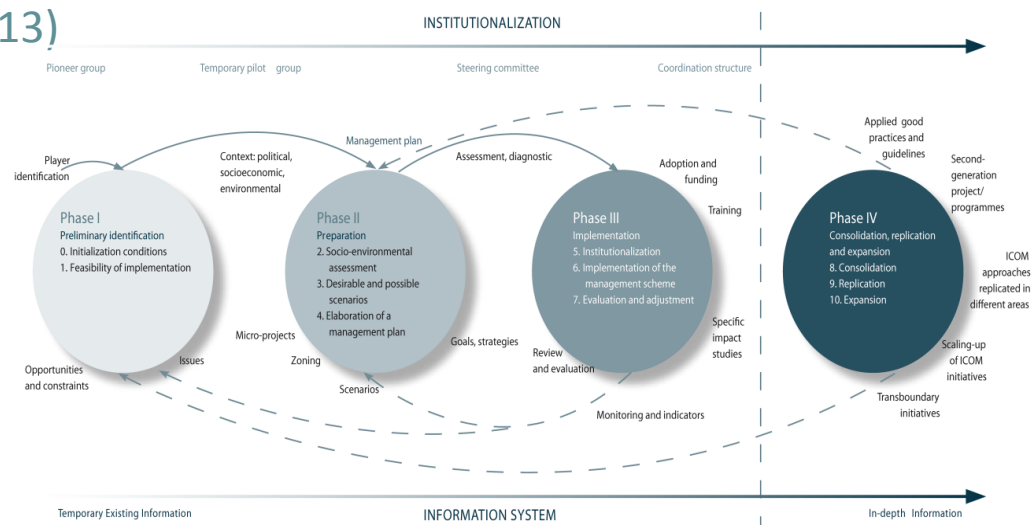 13)
INSTITUTIONALIZATION
Pioneer group
Temporary pilot group
Steering committee
Coordination structure
Player
identification
Context: political,
socioeconomic,
environmental
Management plan
Assessment, diagnostic
Adoption and
funding
Training
Applied good
practices and
guidelines
Second-
generation
project/
programmes
Phase I
Preliminary identification
0. Initialization conditions
1. Feasibility of implementation
Phase II
Preparation
2. Socio-environmental
assessment
3. Desirable and possible
scenarios
4. Elaboration of a
management plan
Phase III
Implementation
5. Institutionalization
6. Implementation of the
management scheme
7. Evaluation and adjustment
Phase IV
Consolidation, replication
and expansion
8. Consolidation
9. Replication
10. Expansion
ICOM
approaches
replicated in
different areas
Opportunities
and constraints
Issues
Micro-projects
Zoning
Scenarios
Goals, strategies
Review
and evaluation
Specific
impact
studies
Monitoring and indicators
Scaling-up
of ICOM
initiatives
Transboundary
initiatives
Temporary Existing Information
INFORMATION SYSTEM
In-depth Information